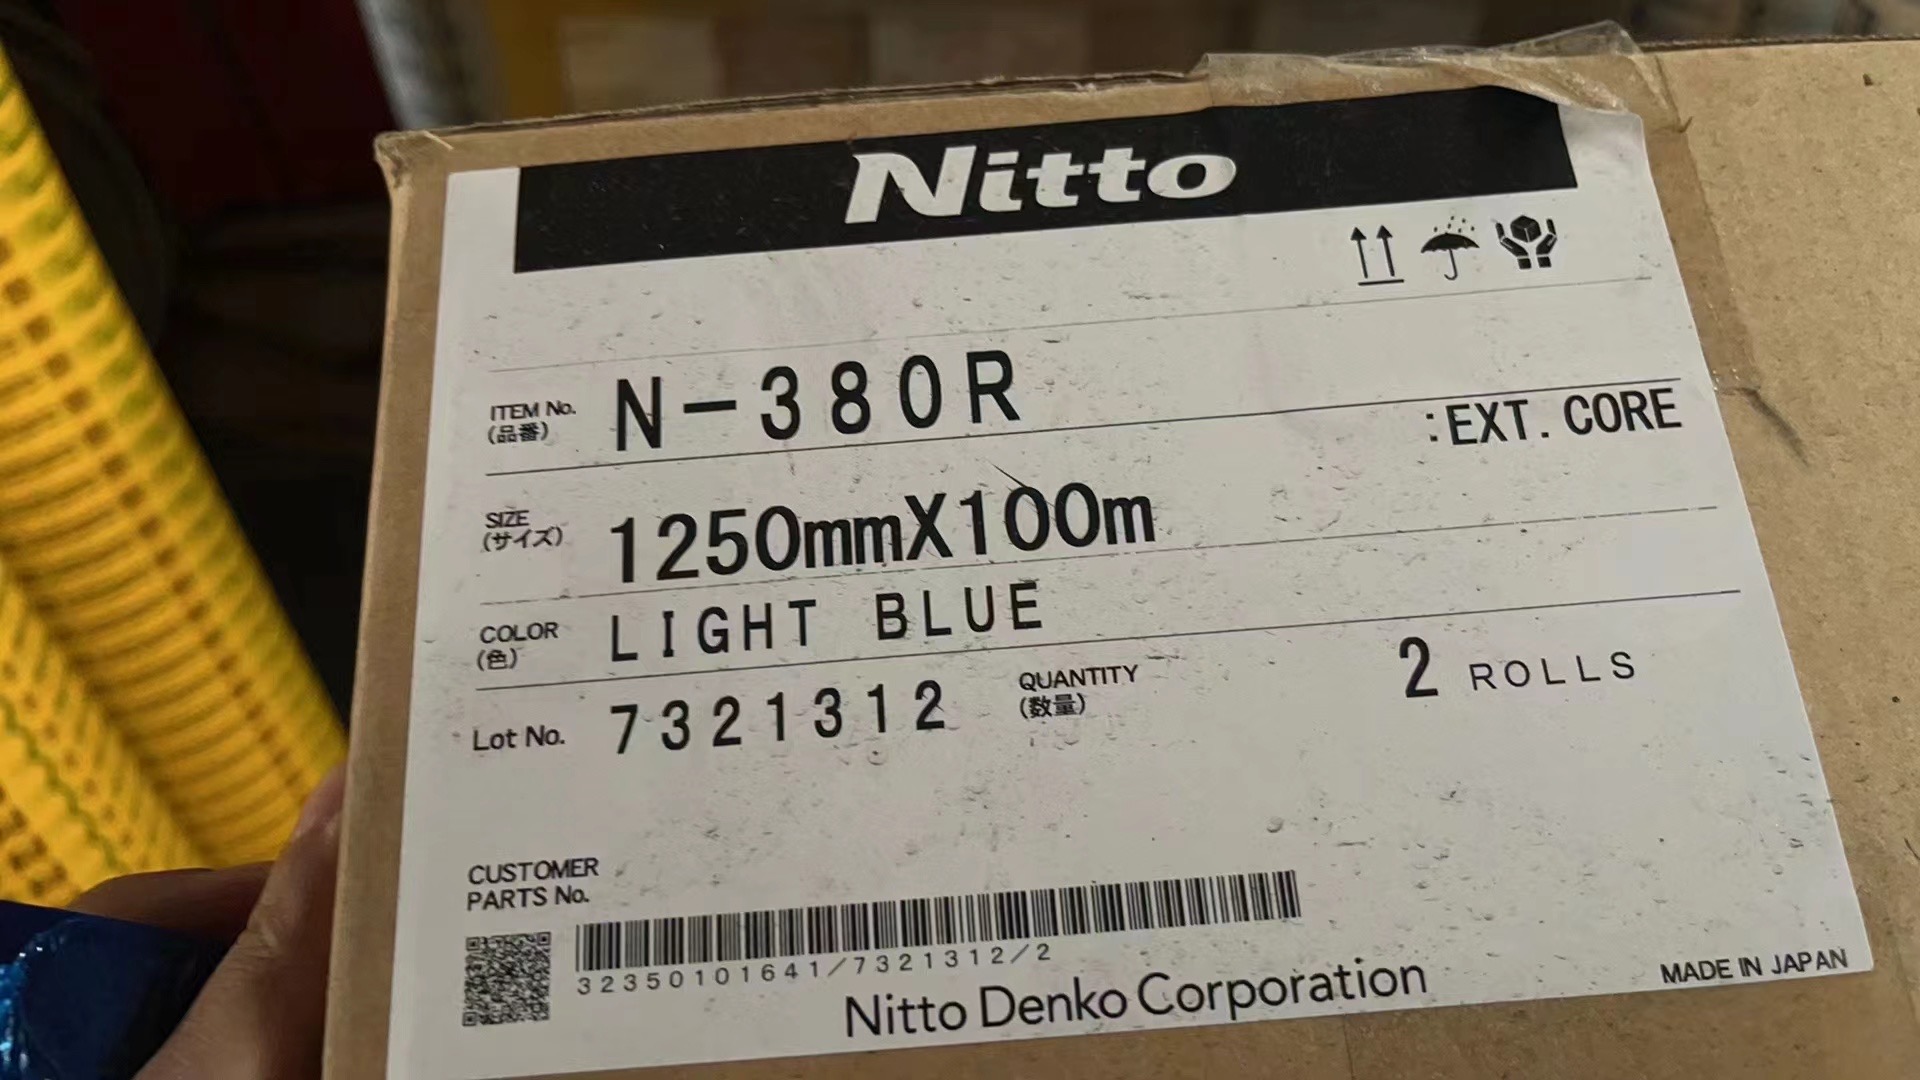 Nitto
ITEM No.
(品番)
N-380R
:EXT. CORE
SIZE
(サイズ)
1250mmX100m
COLOR
(色)
LIGHT BLUE
Lot No.
7321312
QUANTITY
(数量)
2 ROLLS
CUSTOMER
PARTS No.
32350101641/7321312/2
Nitto Denko Corporation
MADE IN JAPAN